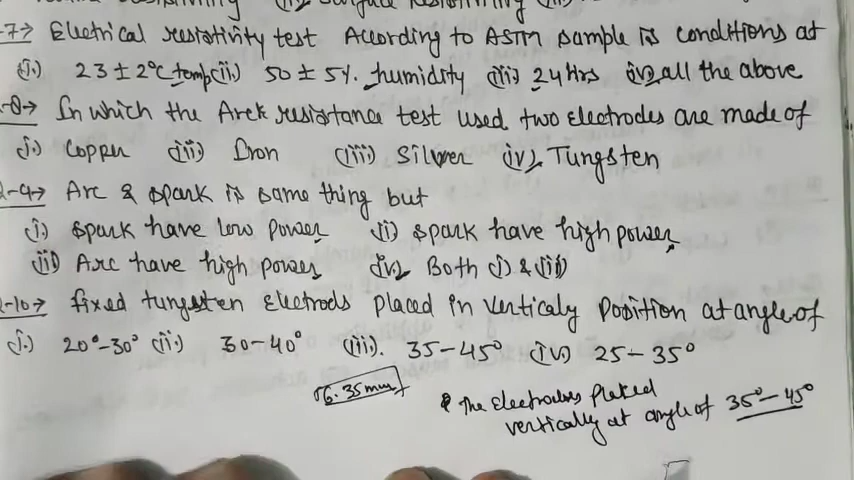 -7→ Electrical resistivity test According to ASTM sample is conditions at
(i.) 23 ± 2°C temp (ii.) 50 ± 5%. humidity (iii) 24 Hrs (iv) all the above
-8→ In which the Arck resistance test used two electrodes are made of
(i) Copper (ii) Iron (iii) Silver (iv) Tungsten
Q-9→ Arc & spark is same thing but
(i). spark have low power (ii) spark have high power
(iii) Arc have high power (iv) Both (i) & (iii)
Q-10→ fixed tungsten Electrods placed in verticaly Position at angle of
(i.) 20°-30° (ii.) 30-40° (iii). 35-45° (iv) 25-35°
6.35mm
The Electrodes placed
vertically at angle of 35°-45°